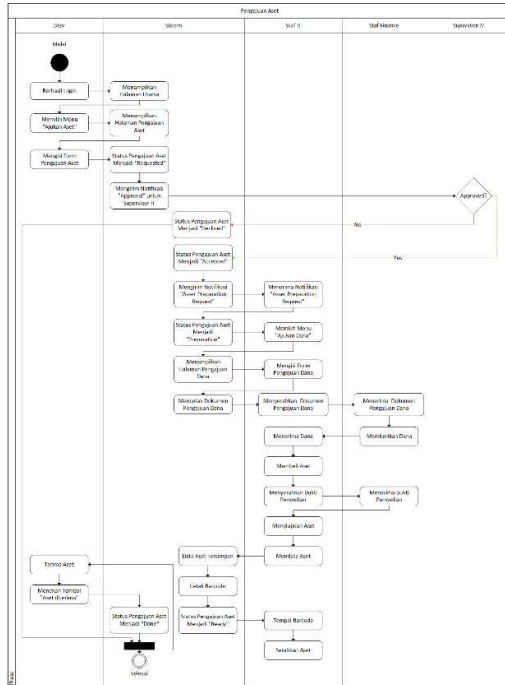 Pengajuan Aset
User
Sistem
Staf IT
Staf Finance
Supervisor IT
Mulai
Berhasil Login
Menampilkan
Halaman Utama
Memilih Menu
"Ajukan Aset"
Menampilkan
Halaman Pengajuan
Aset
Mengisi Form
Pengajuan Aset
Status Pengajuan Aset
Menjadi "Requested"
Mengirim Notifikasi
"Approval" untuk
Supervisor IT
Approved?
No
Status Pengajuan Aset
Menjadi "Declined"
Yes
Status Pengajuan Aset
Menjadi "Accepted"
Mengirim Notifikasi
"Asset Preparation
Request"
Menerima Notifikasi
"Asset Preparation
Request"
Status Pengajuan Aset
Menjadi
"Preparation"
Memilih Menu
"Ajukan Dana"
Menampilkan
Halaman Pengajuan
Dana
Mengisi Form
Pengajuan Dana
Mencetak Dokumen
Pengajuan Dana
Menyerahkan Dokumen
Pengajuan Dana
Menerima Dokumen
Pengajuan Dana
Menerima Dana
Memberikan Dana
Membeli Aset
Menyerahkan Bukti
Pembelian
Menerima Bukti
Pembelian
Menyiapkan Aset
Data Aset Tersimpan
Mendata Aset
Terima Aset
Cetak Barcode
Menekan Tombol
"Aset diterima"
Status Pengajuan Aset
Menjadi "Done"
Status Pengajuan Aset
Menjadi "Ready"
Tempel Barcode
Serahkan Aset
Selesai
Phase